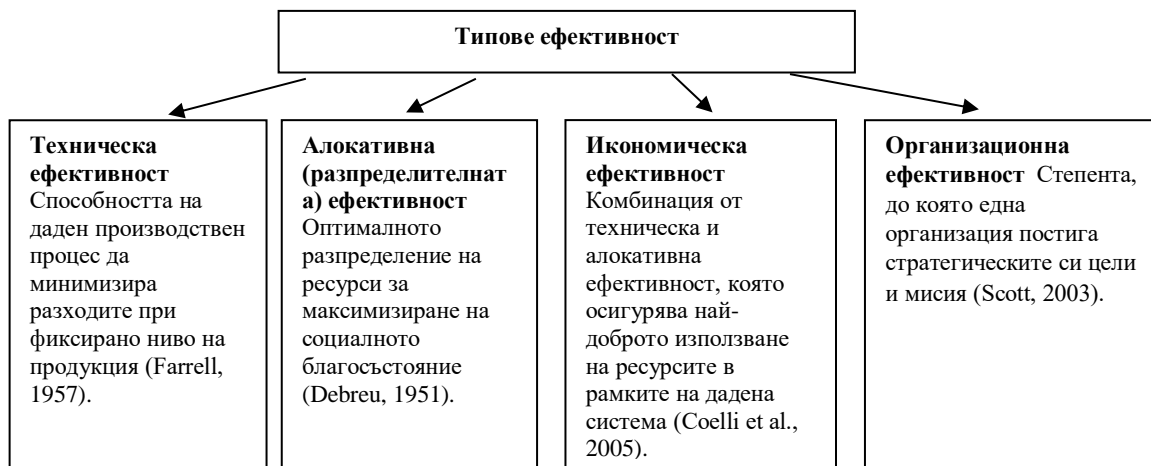 Типове ефективност
Техническа
ефективност
Способността на
даден производствен
процес да
минимизира
разходите при
фиксирано ниво на
продукция (Farrell,
1957).
Алокативна
(разпределителнат
а) ефективност
Оптималното
разпределение на
ресурси за
максимизиране на
социалното
благосъстояние
(Debreu, 1951).
Икономическа
ефективност
Комбинация от
техническа и
алокативна
ефективност, която
осигурява най-
доброто използване
на ресурсите в
рамките на дадена
система (Coelli et al.,
2005).
Организационна
ефективност Степента,
до която една
организация постига
стратегическите си цели
и мисия (Scott, 2003).